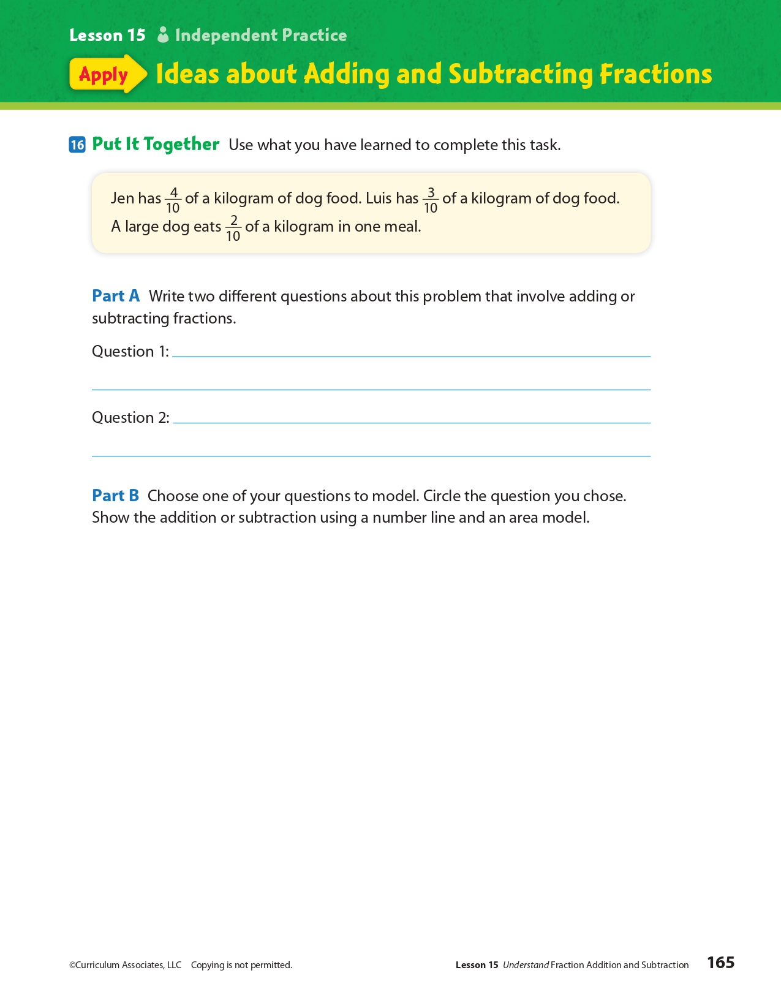 Lesson 15 Independent Practice
Apply Ideas about Adding and Subtracting Fractions
16 Put It Together Use what you have learned to complete this task.
Jen has 4/10 of a kilogram of dog food. Luis has 3/10 of a kilogram of dog food.
A large dog eats 2/10 of a kilogram in one meal.
Part A Write two different questions about this problem that involve adding or
subtracting fractions.
Question 1:
Question 2:
Part B Choose one of your questions to model. Circle the question you chose.
Show the addition or subtraction using a number line and an area model.
©Curriculum Associates, LLC Copying is not permitted.
Lesson 15 Understand Fraction Addition and Subtraction 165